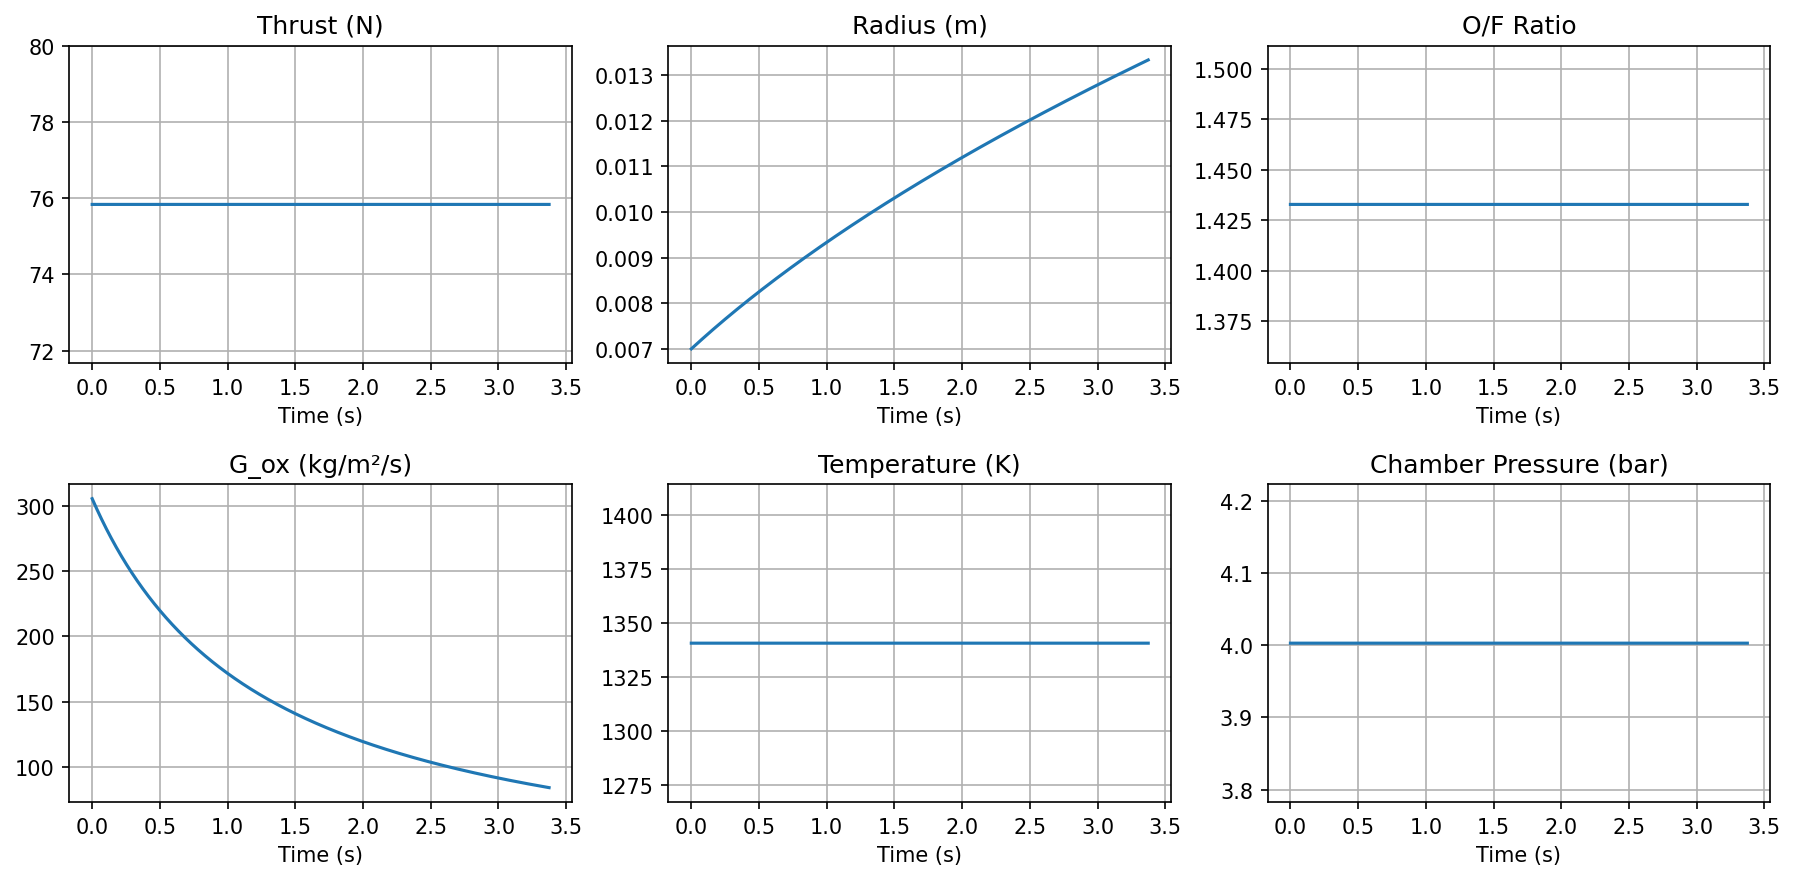 Thrust (N)
80
78
76
74
72
0.0 0.5 1.0 1.5 2.0 2.5 3.0 3.5
Time (s)
Radius (m)
0.013
0.012
0.011
0.010
0.009
0.008
0.007
0.0 0.5 1.0 1.5 2.0 2.5 3.0 3.5
Time (s)
O/F Ratio
1.500
1.475
1.450
1.425
1.400
1.375
0.0 0.5 1.0 1.5 2.0 2.5 3.0 3.5
Time (s)
G_ox (kg/m²/s)
300
250
200
150
100
0.0 0.5 1.0 1.5 2.0 2.5 3.0 3.5
Time (s)
Temperature (K)
1400
1375
1350
1325
1300
1275
0.0 0.5 1.0 1.5 2.0 2.5 3.0 3.5
Time (s)
Chamber Pressure (bar)
4.2
4.1
4.0
3.9
3.8
0.0 0.5 1.0 1.5 2.0 2.5 3.0 3.5
Time (s)